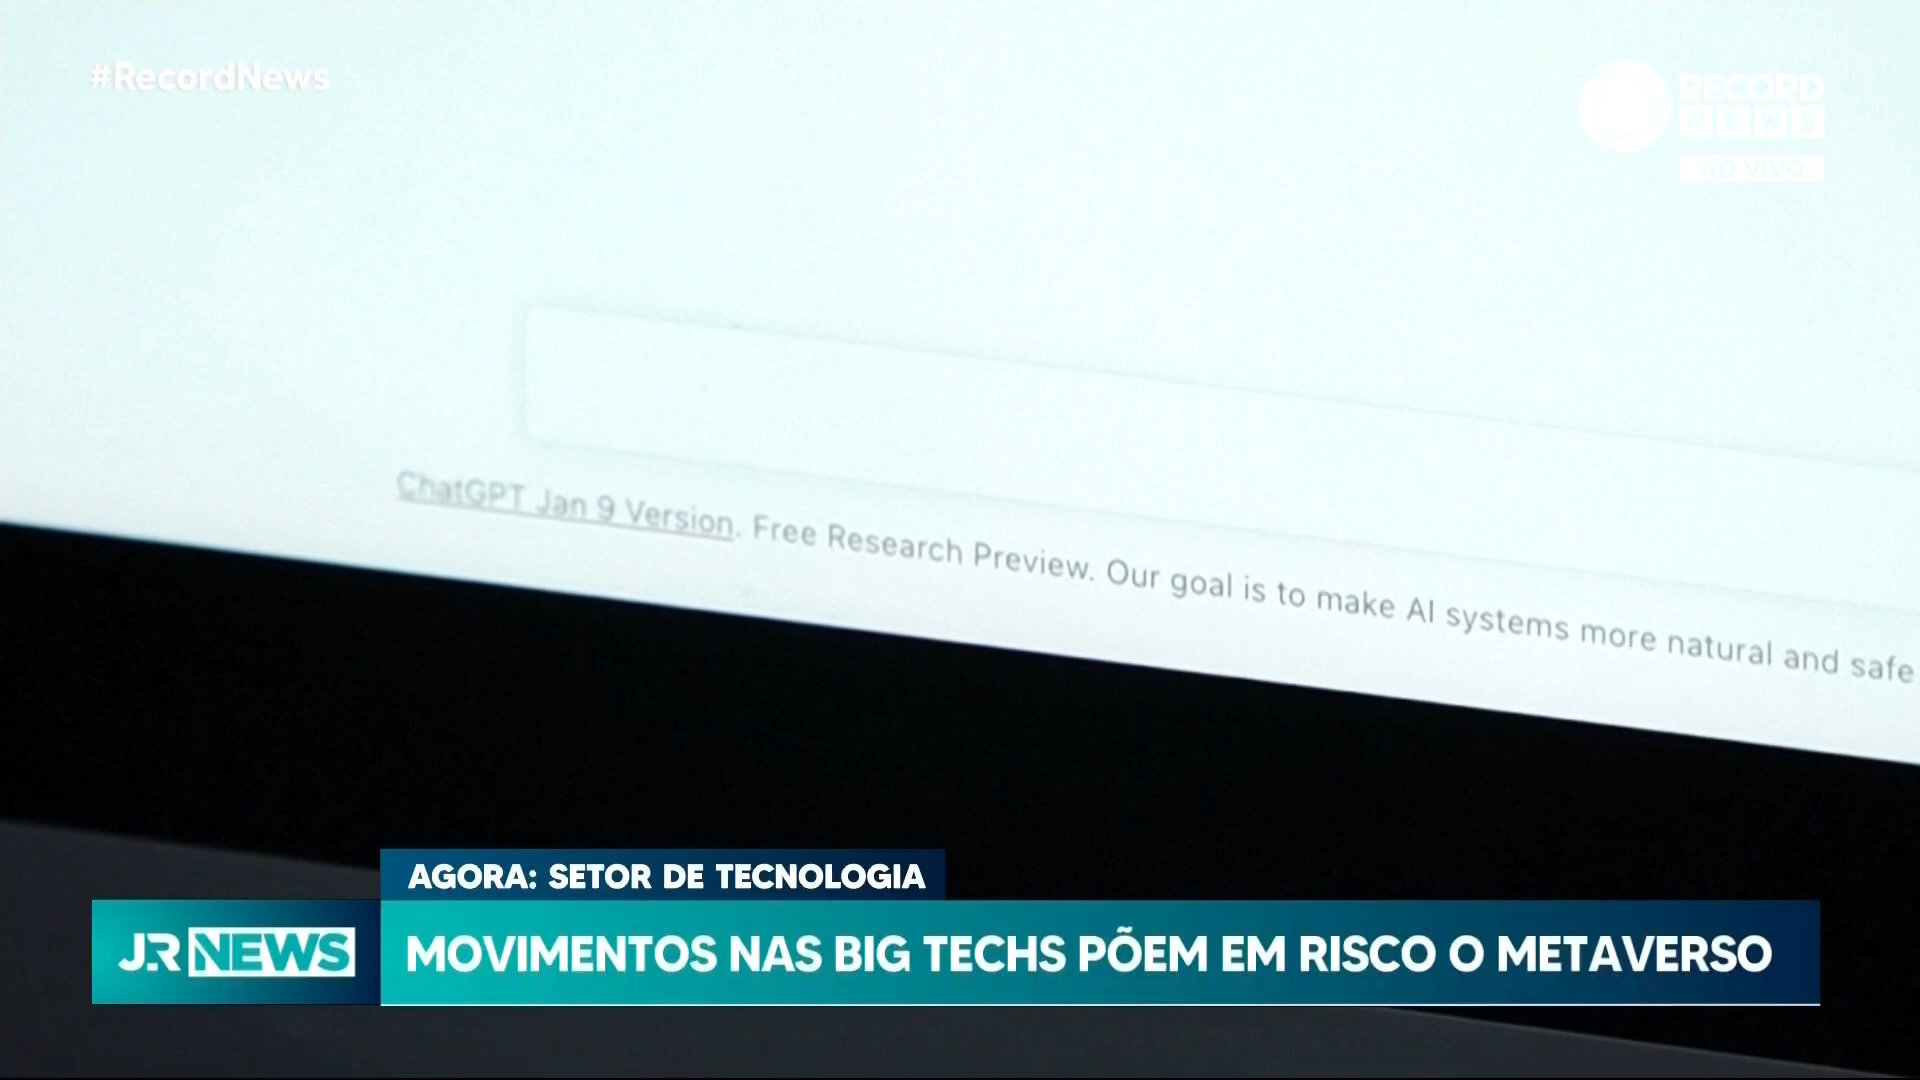 #RecordNews
RECORD
NEWS
AO VIVO
ChatGPT Jan 9 Version. Free Research Preview. Our goal is to make AI systems more natural and safe
AGORA: SETOR DE TECNOLOGIA
JR NEWS
MOVIMENTOS NAS BIG TECHS PÕEM EM RISCO O METAVERSO